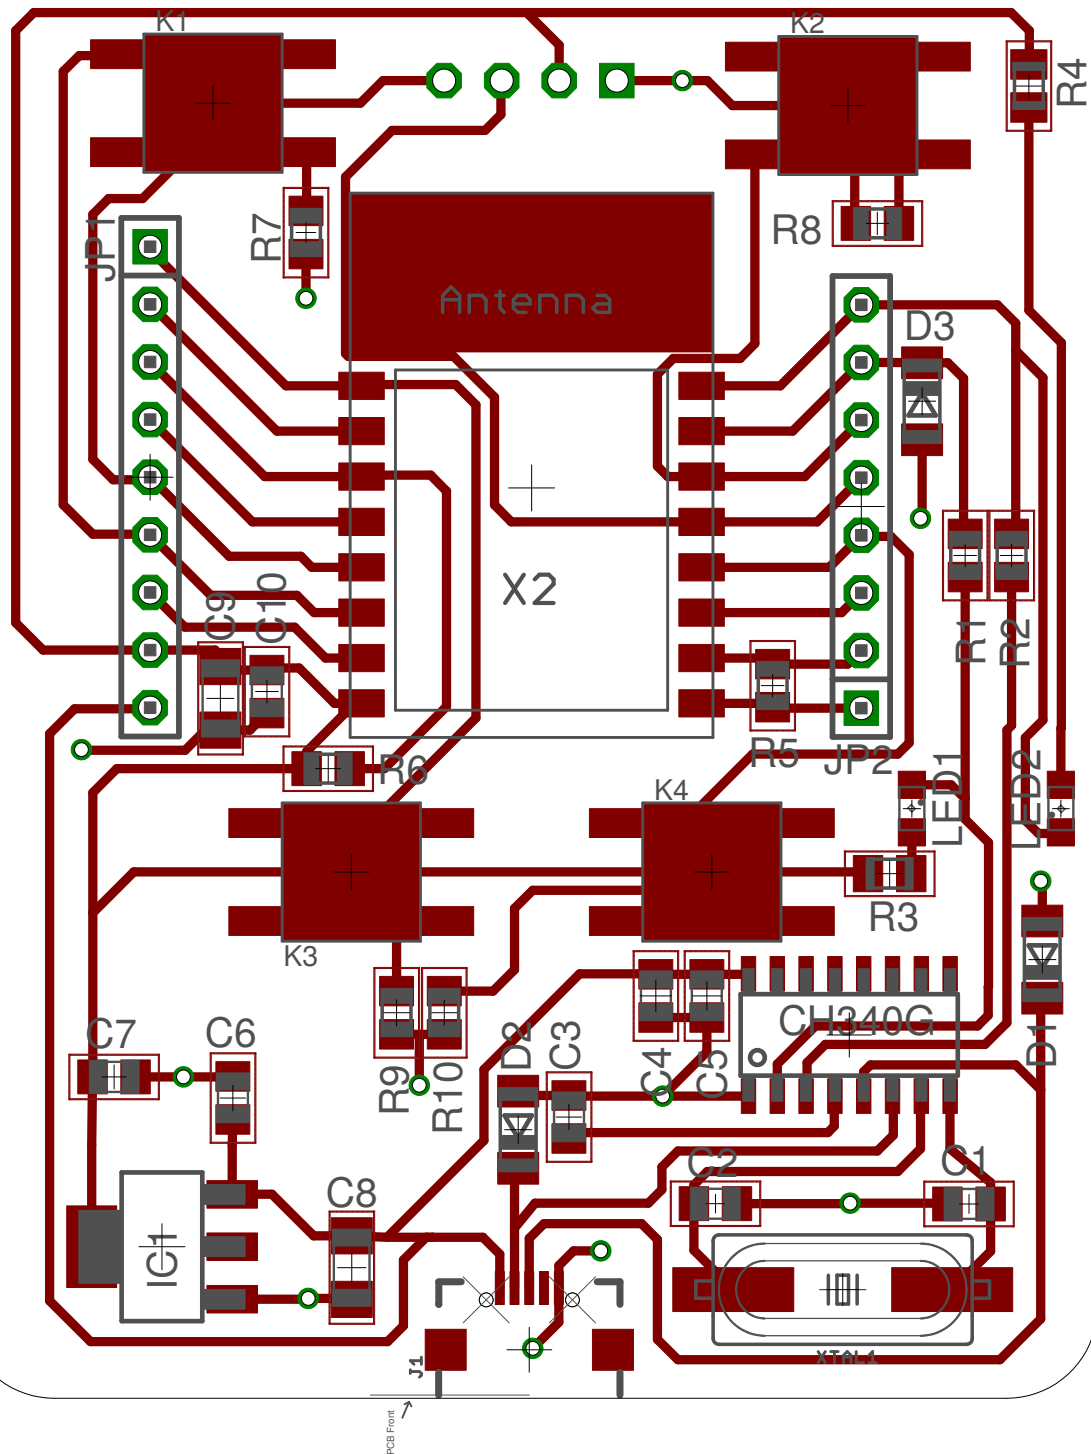 K1
K2
R4
JP1
R7
R8
Antenna
D3
X2
C9
C10
R1
R2
R6
R5
JP2
LED1
LED2
K4
K3
R3
C7
C6
R9
R10
D2
C3
C4
C5
CH340G
D1
C8
C2
C1
IC1
J1
XTAL1
PCB Front